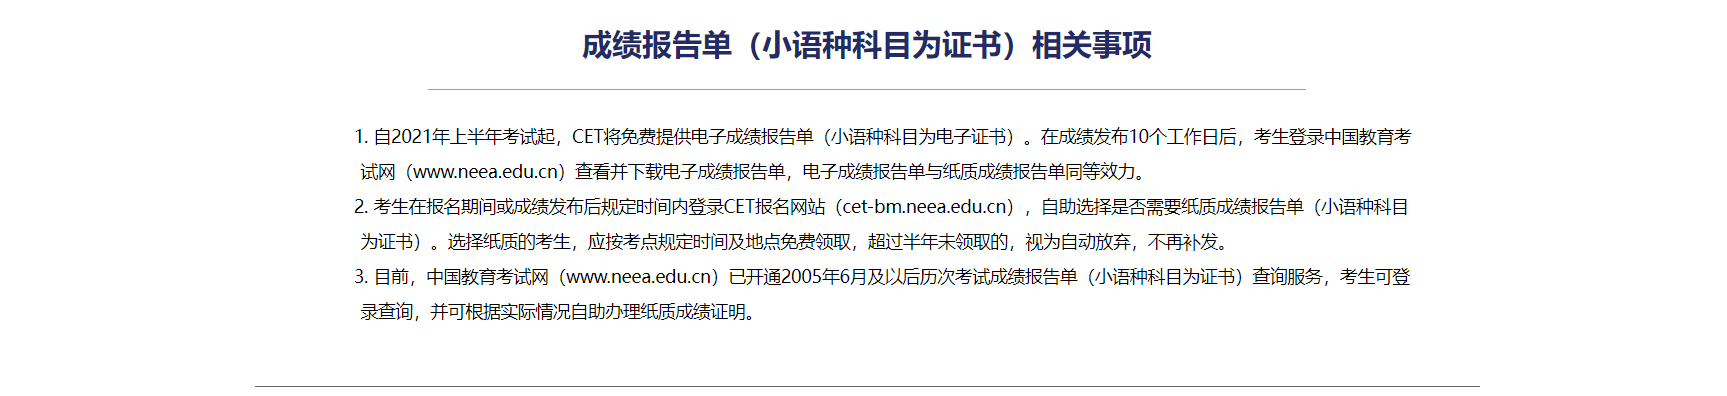 成绩报告单（小语种科目为证书）相关事项
1. 自2021年上半年考试起，CET将免费提供电子成绩报告单（小语种科目为电子证书）。在成绩发布10个工作日后，考生登录中国教育考
试网（www.neea.edu.cn）查看并下载电子成绩报告单，电子成绩报告单与纸质成绩报告单同等效力。
2. 考生在报名期间或成绩发布后规定时间内登录CET报名网站（cet-bm.neea.edu.cn），自助选择是否需要纸质成绩报告单（小语种科目
为证书）。选择纸质的考生，应按考点规定时间及地点免费领取，超过半年未领取的，视为自动放弃，不再补发。
3. 目前，中国教育考试网（www.neea.edu.cn）已开通2005年6月及以后历次考试成绩报告单（小语种科目为证书）查询服务，考生可登
录查询，并可根据实际情况自助办理纸质成绩证明。